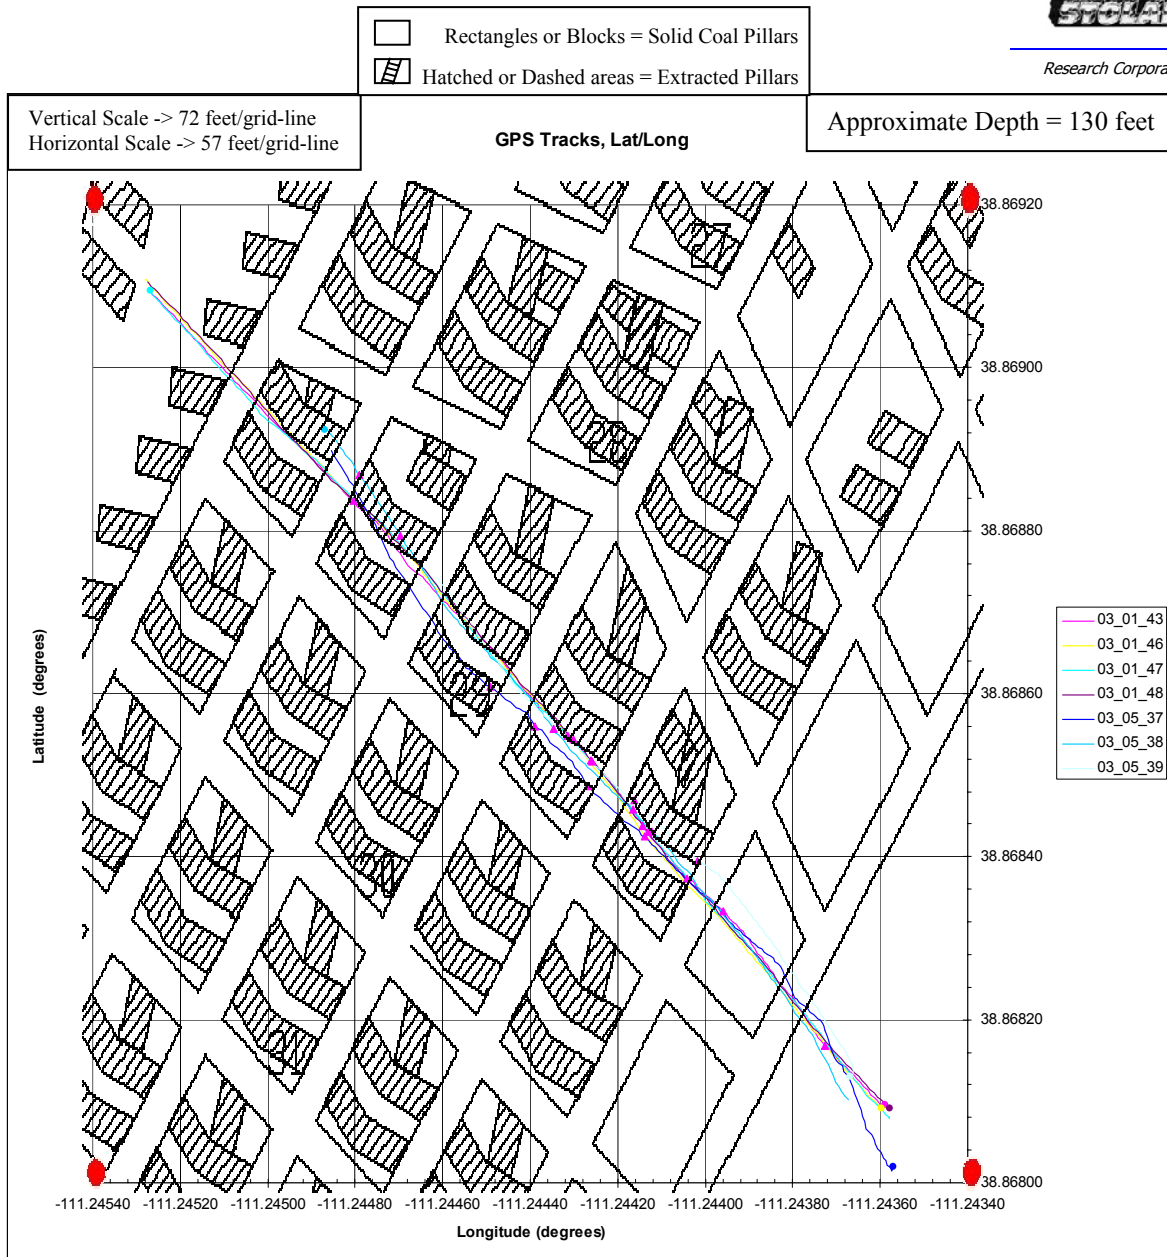 STOLA
Rectangles or Blocks = Solid Coal Pillars
Hatched or Dashed areas = Extracted Pillars
Research Corpora
Vertical Scale -> 72 feet/grid-line
Horizontal Scale -> 57 feet/grid-line
GPS Tracks, Lat/Long
Approximate Depth = 130 feet
27
28
29
30
31
38.86920
38.86900
38.86880
38.86860
38.86840
38.86820
38.86800
Latitude (degrees)
-111.24540 -111.24520 -111.24500 -111.24480 -111.24460 -111.24440 -111.24420 -111.24400 -111.24380 -111.24360 -111.24340
Longitude (degrees)
03_01_43
03_01_46
03_01_47
03_01_48
03_05_37
03_05_38
03_05_39